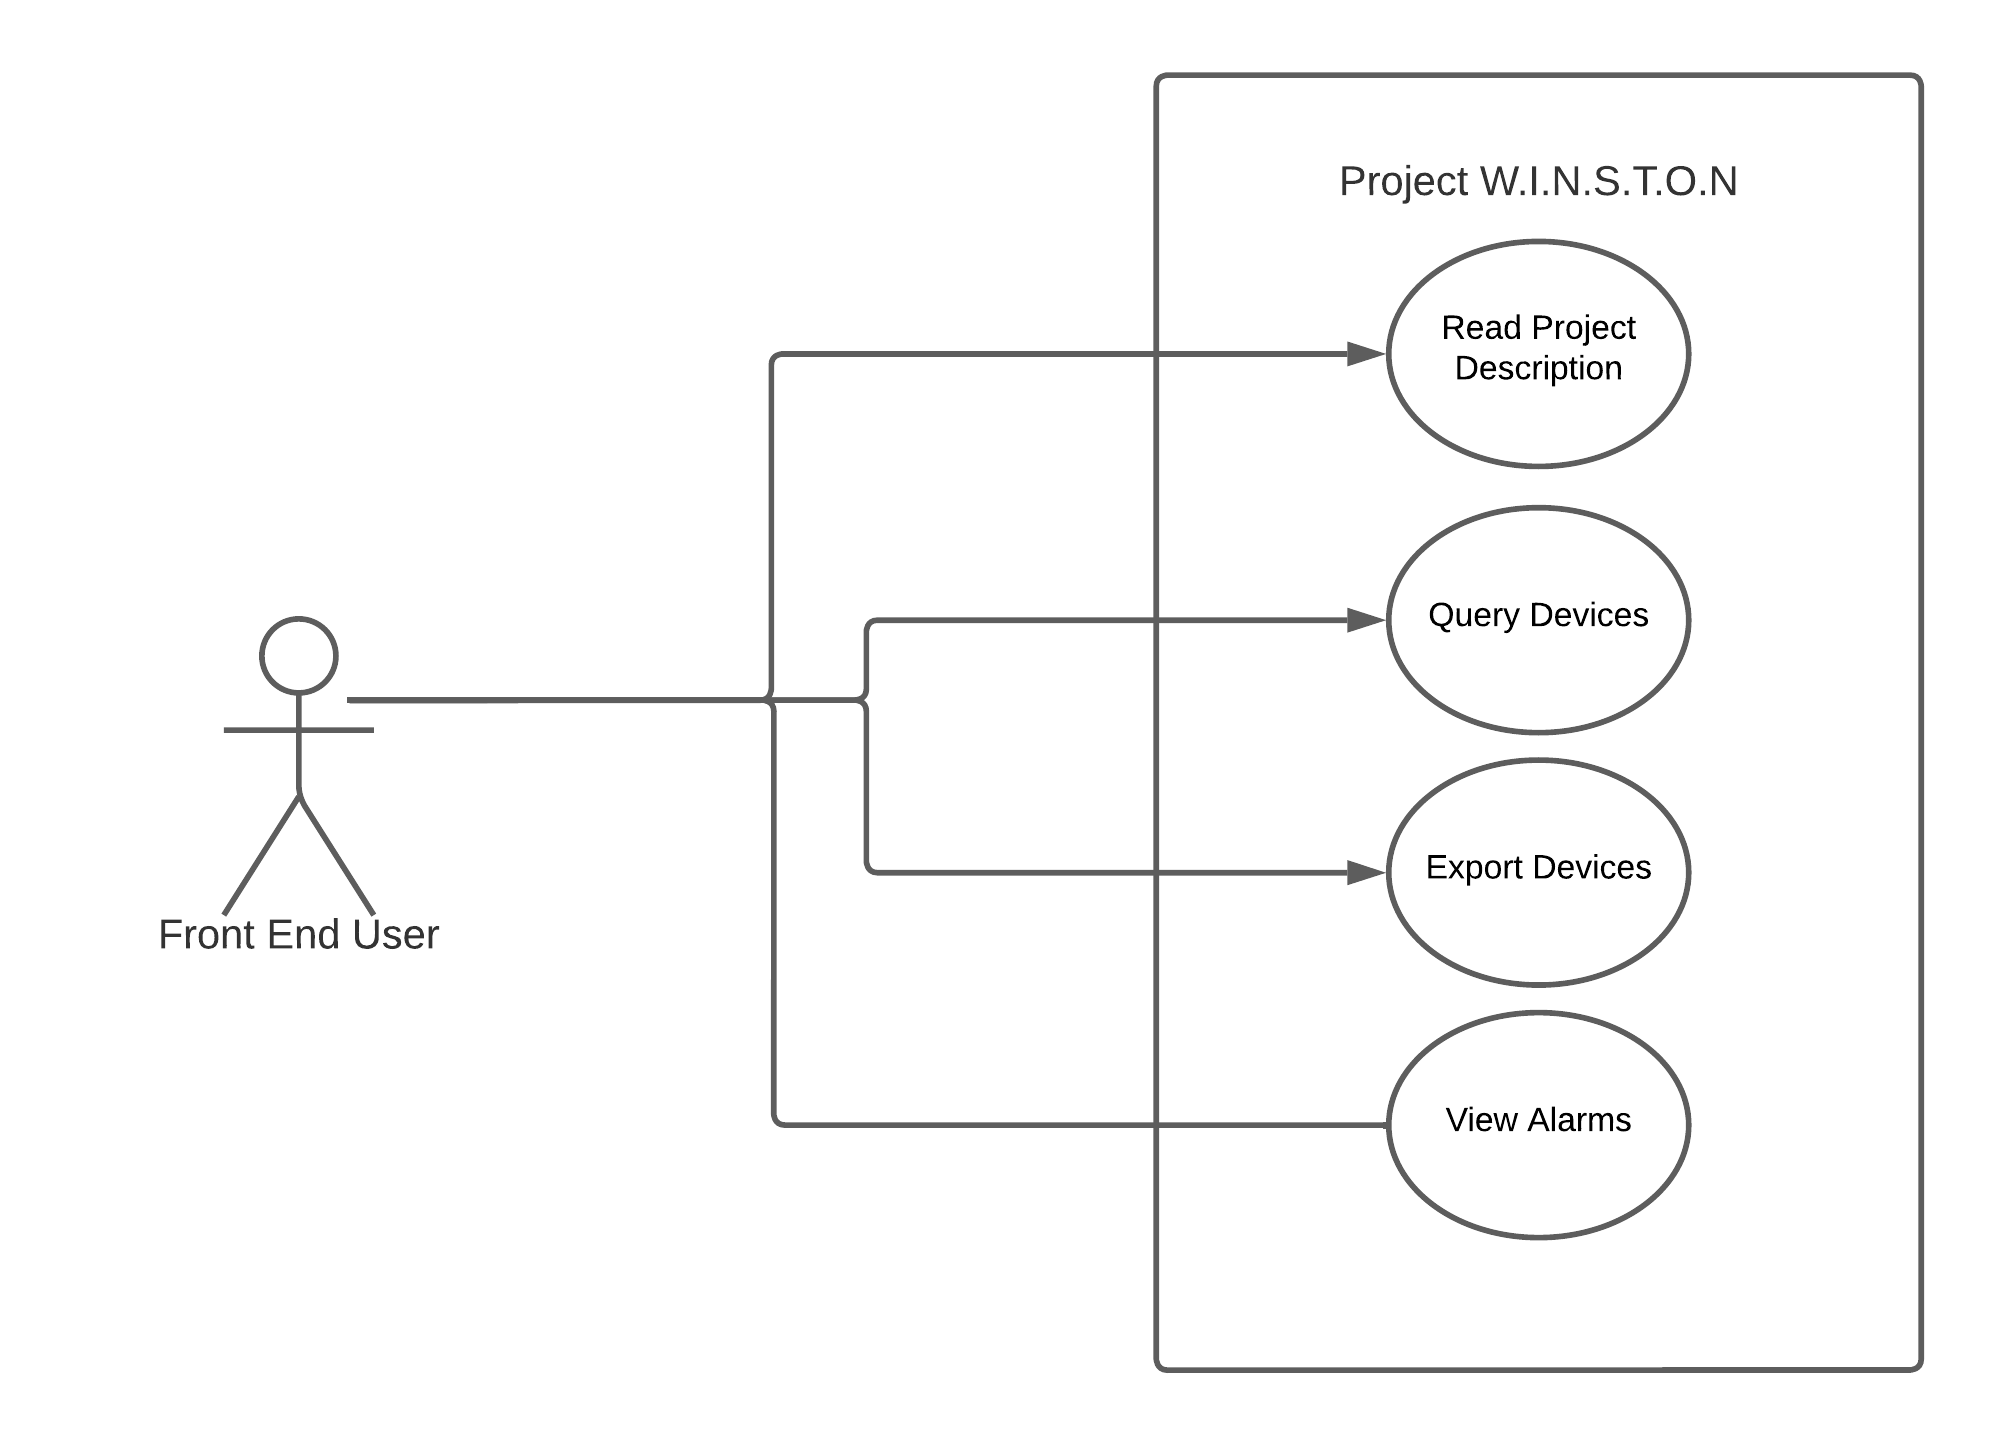 Project W.I.N.S.T.O.N
Read Project
Description
Query Devices
Export Devices
Front End User
View Alarms